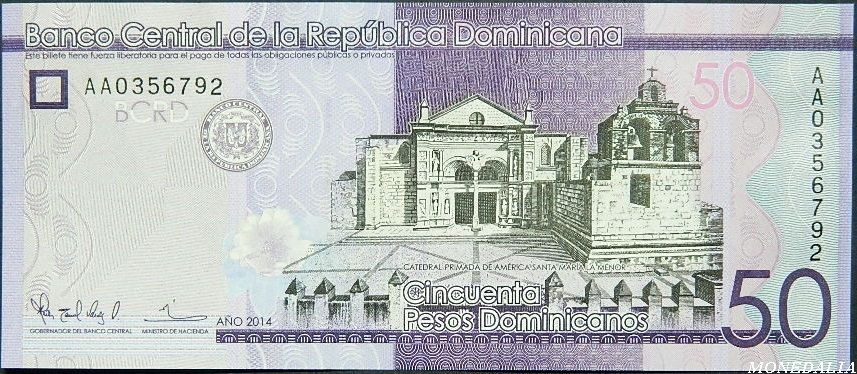 Banco Central de la República Dominicana
Este billete tiene fuerza liberatoria para el pago de todas las obligaciones públicas o privadas
AA0356792
BCRD
50
AA0356792
CATEDRAL PRIMADA DE AMÉRICA SANTA MARÍA LA MENOR
Cincuenta
Pesos Dominicanos
50
GOBERNADOR DEL BANCO CENTRAL
MINISTRO DE HACIENDA
AÑO 2014
MONEDALIA